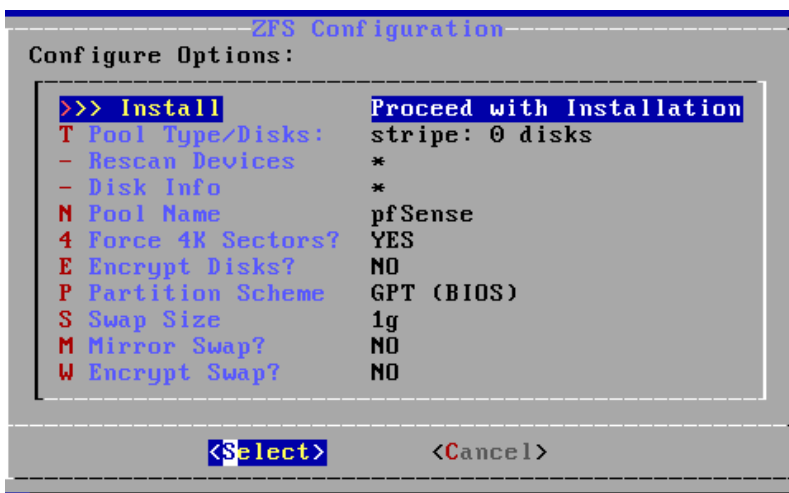 ZFS Configuration
Configure Options:
>>> Install Proceed with Installation
T Pool Type/Disks: stripe: 0 disks
- Rescan Devices *
- Disk Info *
N Pool Name pfSense
4 Force 4K Sectors? YES
E Encrypt Disks? NO
P Partition Scheme GPT (BIOS)
S Swap Size 1g
M Mirror Swap? NO
W Encrypt Swap? NO
<Select> <Cancel>